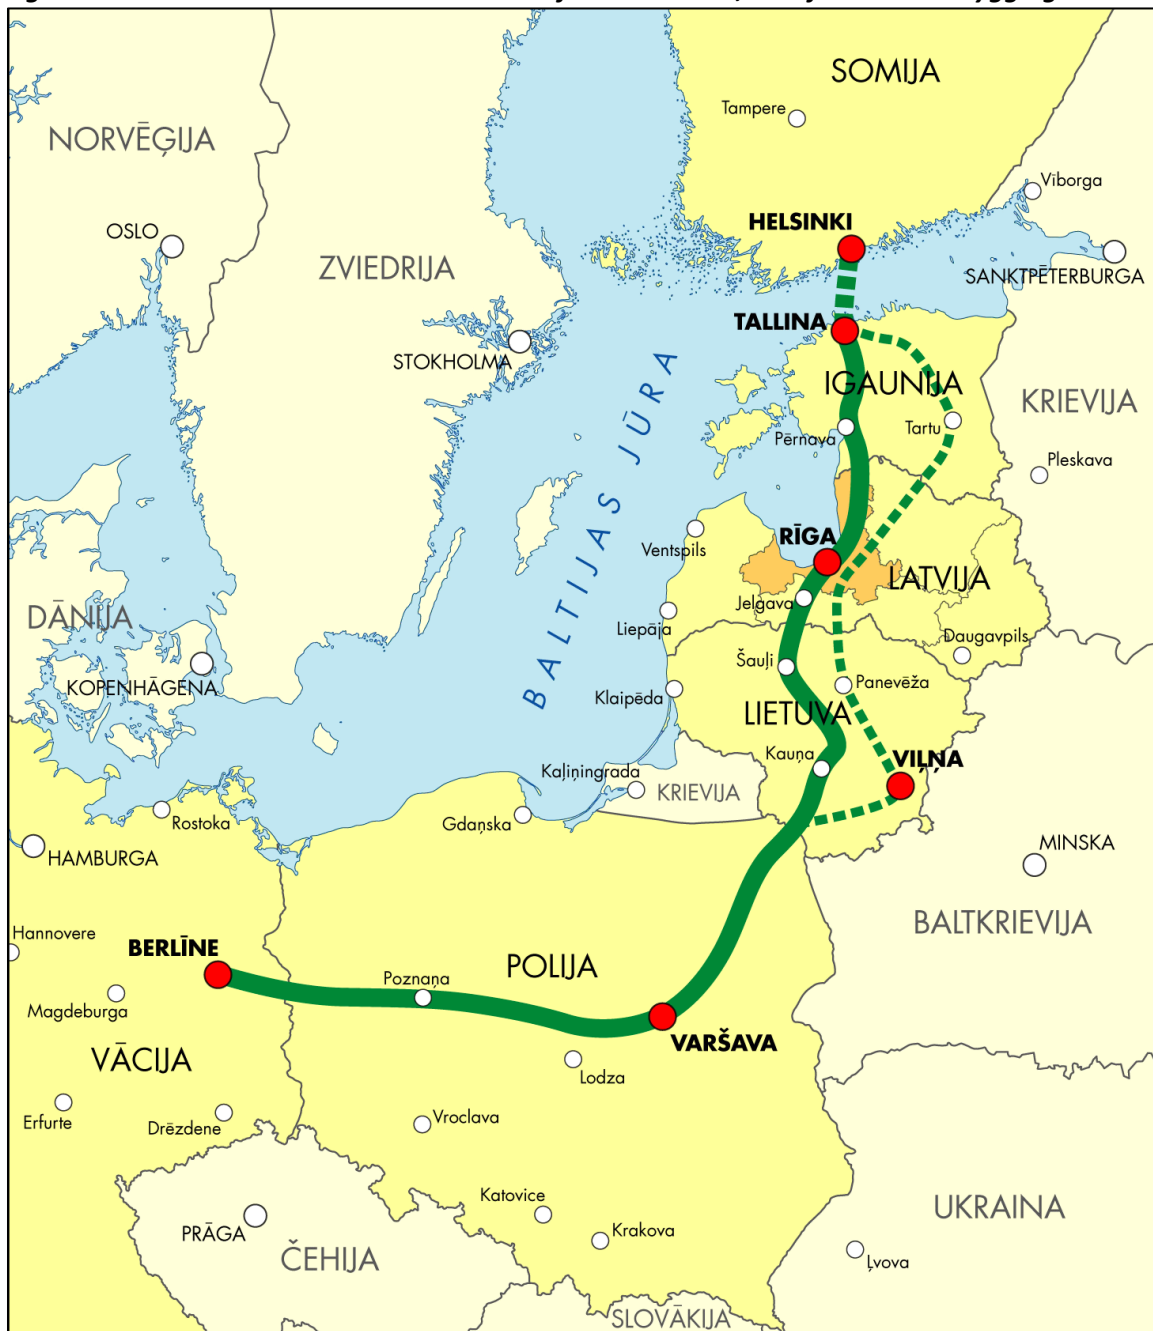 SOMIJA
Tampere
NORVĒĢIJA
Vīborga
HELSINKI
OSLO
ZVIEDRIJA
SANKTPĒTERBURGA
TALLINA
STOKHOLMA
IGAUNIJA
KRIEVIJA
BALTIJAS JŪRA
Pērnava
Tartu
Pleskava
RĪGA
Ventspils
LATVIJA
DĀNIJA
Jelgava
Liepāja
Daugavpils
Šauļi
KOPENHĀGENA
Klaipēda
Panevēža
LIETUVA
Kauņa
VIĻŅA
Kaļiņingrada
KRIEVIJA
Rostoka
Gdaņska
HAMBURGA
MINSKA
BALTKRIEVIJA
Hannovere
BERLĪNE
POLIJA
Poznaņa
Magdeburga
VARŠAVA
VĀCIJA
Lodza
Erfurte
Drēzdene
Vroclava
Katovice
UKRAINA
PRĀGA
Krakova
ČEHIJA
Ļvova
SLOVĀKIJA